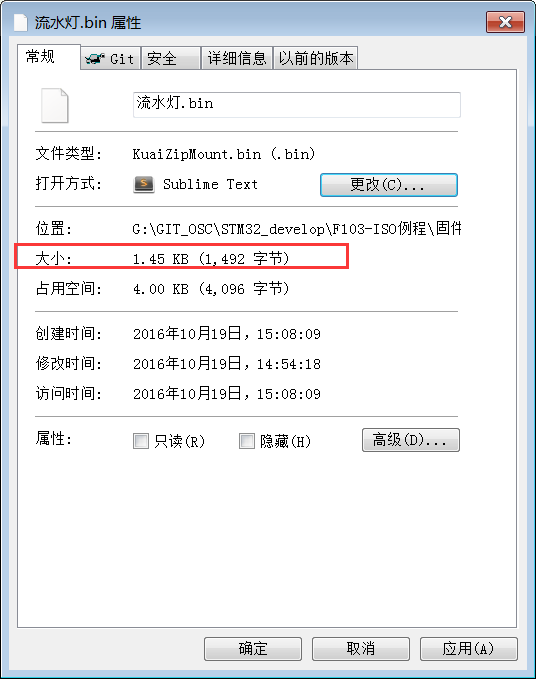 流水灯.bin 属性
常规 Git 安全 详细信息 以前的版本
流水灯.bin
文件类型: KuaiZipMount.bin (.bin)
打开方式: S Sublime Text 更改(C)...
位置: G:\GIT_OSC\STM32_develop\F103-ISO例程\固件
大小: 1.45 KB (1,492 字节)
占用空间: 4.00 KB (4,096 字节)
创建时间: 2016年10月19日，15:08:09
修改时间: 2016年10月19日，14:54:18
访问时间: 2016年10月19日，15:08:09
属性: 只读(R) 隐藏(H) 高级(D)...
确定 取消 应用(A)